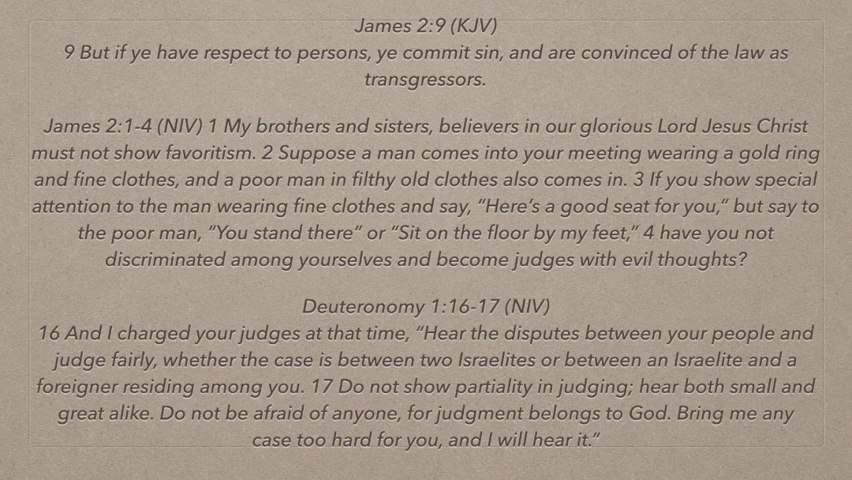 James 2:9 (KJV)
9 But if ye have respect to persons, ye commit sin, and are convinced of the law as
transgressors.
James 2:1-4 (NIV) 1 My brothers and sisters, believers in our glorious Lord Jesus Christ
must not show favoritism. 2 Suppose a man comes into your meeting wearing a gold ring
and fine clothes, and a poor man in filthy old clothes also comes in. 3 If you show special
attention to the man wearing fine clothes and say, “Here’s a good seat for you,” but say to
the poor man, “You stand there” or “Sit on the floor by my feet,” 4 have you not
discriminated among yourselves and become judges with evil thoughts?
Deuteronomy 1:16-17 (NIV)
16 And I charged your judges at that time, “Hear the disputes between your people and
judge fairly, whether the case is between two Israelites or between an Israelite and a
foreigner residing among you. 17 Do not show partiality in judging; hear both small and
great alike. Do not be afraid of anyone, for judgment belongs to God. Bring me any
case too hard for you, and I will hear it.”